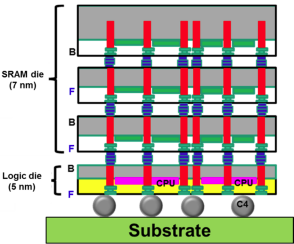 SRAM die
(7 nm)
B
B
F
B
F
Logic die
(5 nm)
B
F
CPU
CPU
C4
Substrate